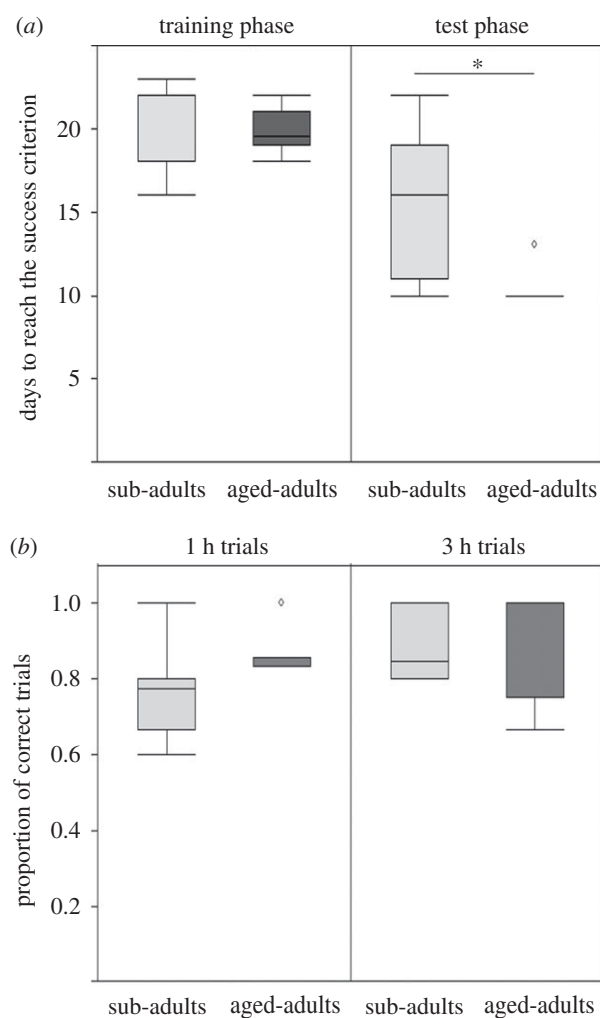 (a) training phase test phase
*
20
15
10
5
days to reach the success criterion
sub-adults aged-adults sub-adults aged-adults
(b) 1 h trials 3 h trials
1.0
0.8
0.6
0.4
0.2
proportion of correct trials
sub-adults aged-adults sub-adults aged-adults